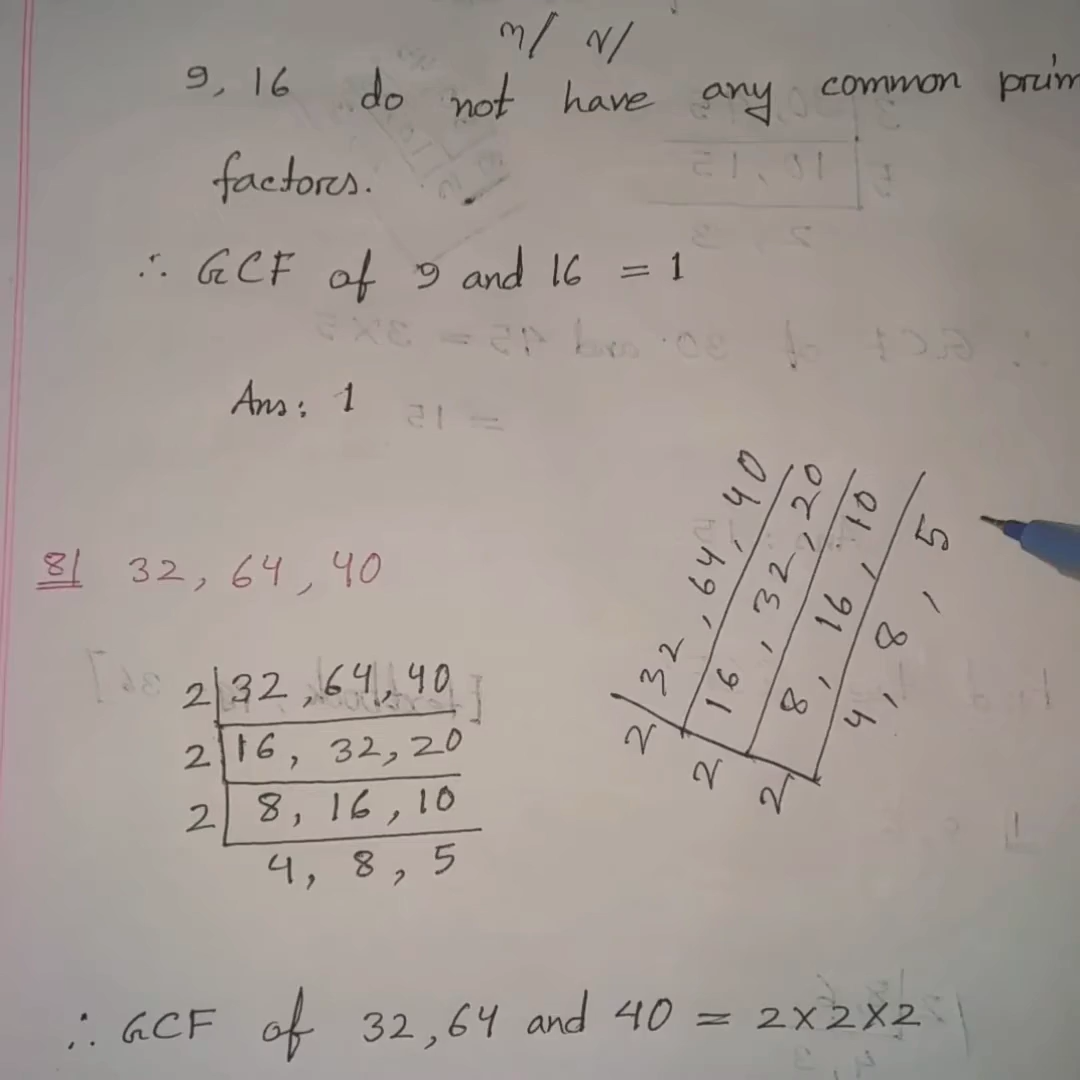 9, 16 do not have any common prim
factors.
∴ GCF of 9 and 16 = 1
Ans: 1
8| 32, 64, 40
2 32, 64, 40
2 16, 32, 20
2 8, 16, 10
4, 8, 5
2 32, 64, 40
2 16, 32, 20
2 8, 16, 10
4, 8, 5
∴ GCF of 32, 64 and 40 = 2×2×2